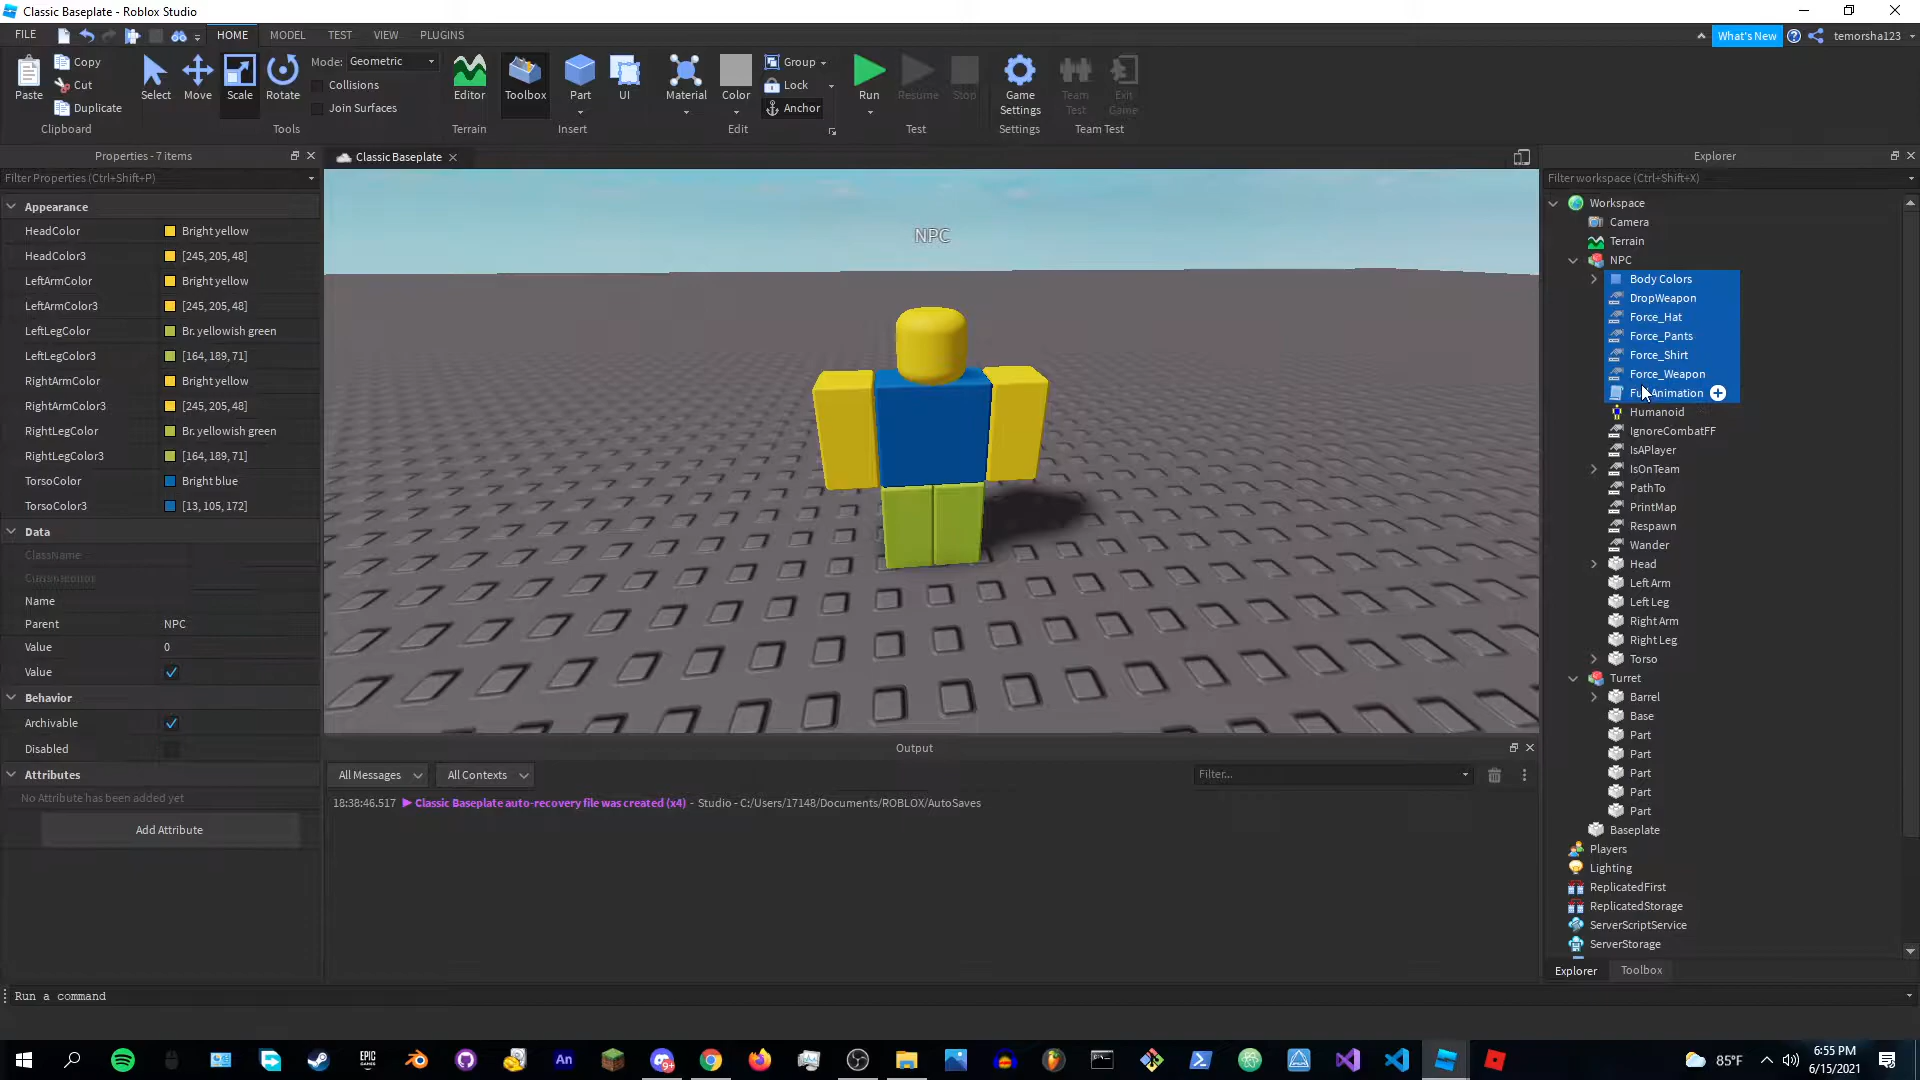 Classic Baseplate - Roblox Studio
FILE HOME MODEL TEST VIEW PLUGINS What's New temorsha123
Paste Copy Cut Duplicate Clipboard
Select Move Scale Rotate Mode: Geometric Collisions Join Surfaces Tools
Editor Terrain
Toolbox Part UI Insert
Material Color Group Lock Anchor Edit
Run Resume Stop Test
Game Settings Settings
Team Test Exit Game Team Test
Properties - 7 items
Filter Properties (Ctrl+Shift+P)
Appearance
HeadColor Bright yellow
HeadColor3 [245, 205, 48]
LeftArmColor Bright yellow
LeftArmColor3 [245, 205, 48]
LeftLegColor Br. yellowish green
LeftLegColor3 [164, 189, 71]
RightArmColor Bright yellow
RightArmColor3 [245, 205, 48]
RightLegColor Br. yellowish green
RightLegColor3 [164, 189, 71]
TorsoColor Bright blue
TorsoColor3 [13, 105, 172]
Data
ClassName
Name
Parent NPC
Value 0
Value
Behavior
Archivable
Disabled
Attributes
No Attribute has been added yet
Add Attribute
Classic Baseplate
NPC
Output
All Messages All Contexts Filter...
18:38:46.517 Classic Baseplate auto-recovery file was created (x4) - Studio - C:/Users/17148/Documents/ROBLOX/AutoSaves
Explorer
Filter workspace (Ctrl+Shift+X)
Workspace
Camera
Terrain
NPC
Body Colors
DropWeapon
Force_Hat
Force_Pants
Force_Shirt
Force_Weapon
Humanoid
IgnoreCombatFF
IsAPlayer
IsOnTeam
PathTo
PrintMap
Respawn
Wander
Head
Left Arm
Left Leg
Right Arm
Right Leg
Torso
Turret
Barrel
Base
Part
Part
Part
Part
Part
Baseplate
Players
Lighting
ReplicatedFirst
ReplicatedStorage
ServerScriptService
ServerStorage
Explorer Toolbox
Run a command
EPIC GAMES An 9+ 85°F 6:55 PM
6/15/2021